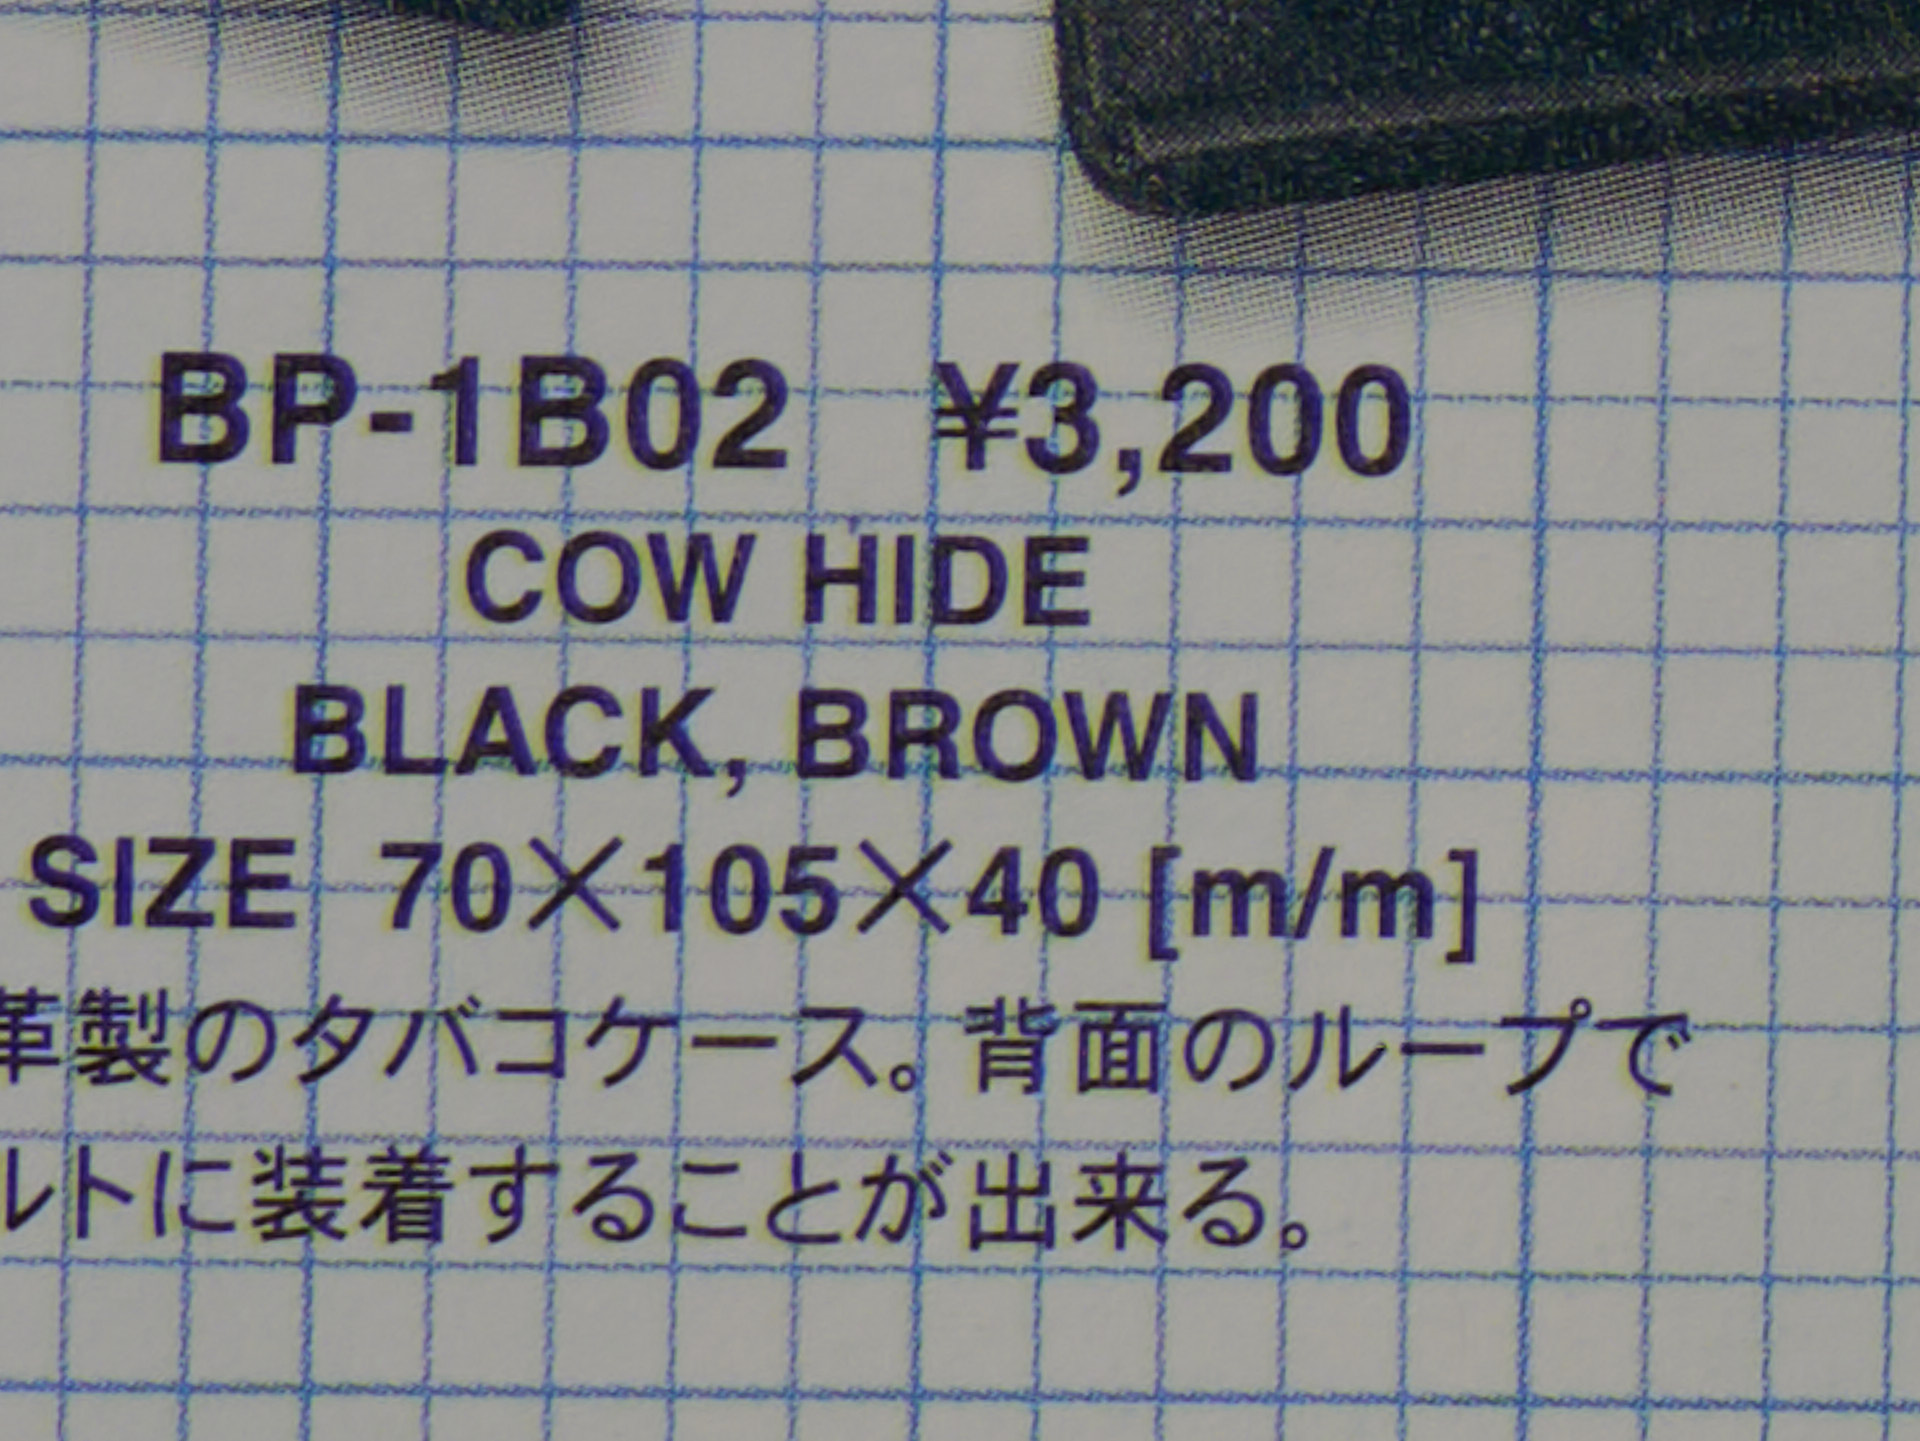 BP-1B02 ¥3,200
COW HIDE
BLACK, BROWN
SIZE 70×105×40 [m/m]
革製のタバコケース。背面のループで
ルトに装着することが出来る。